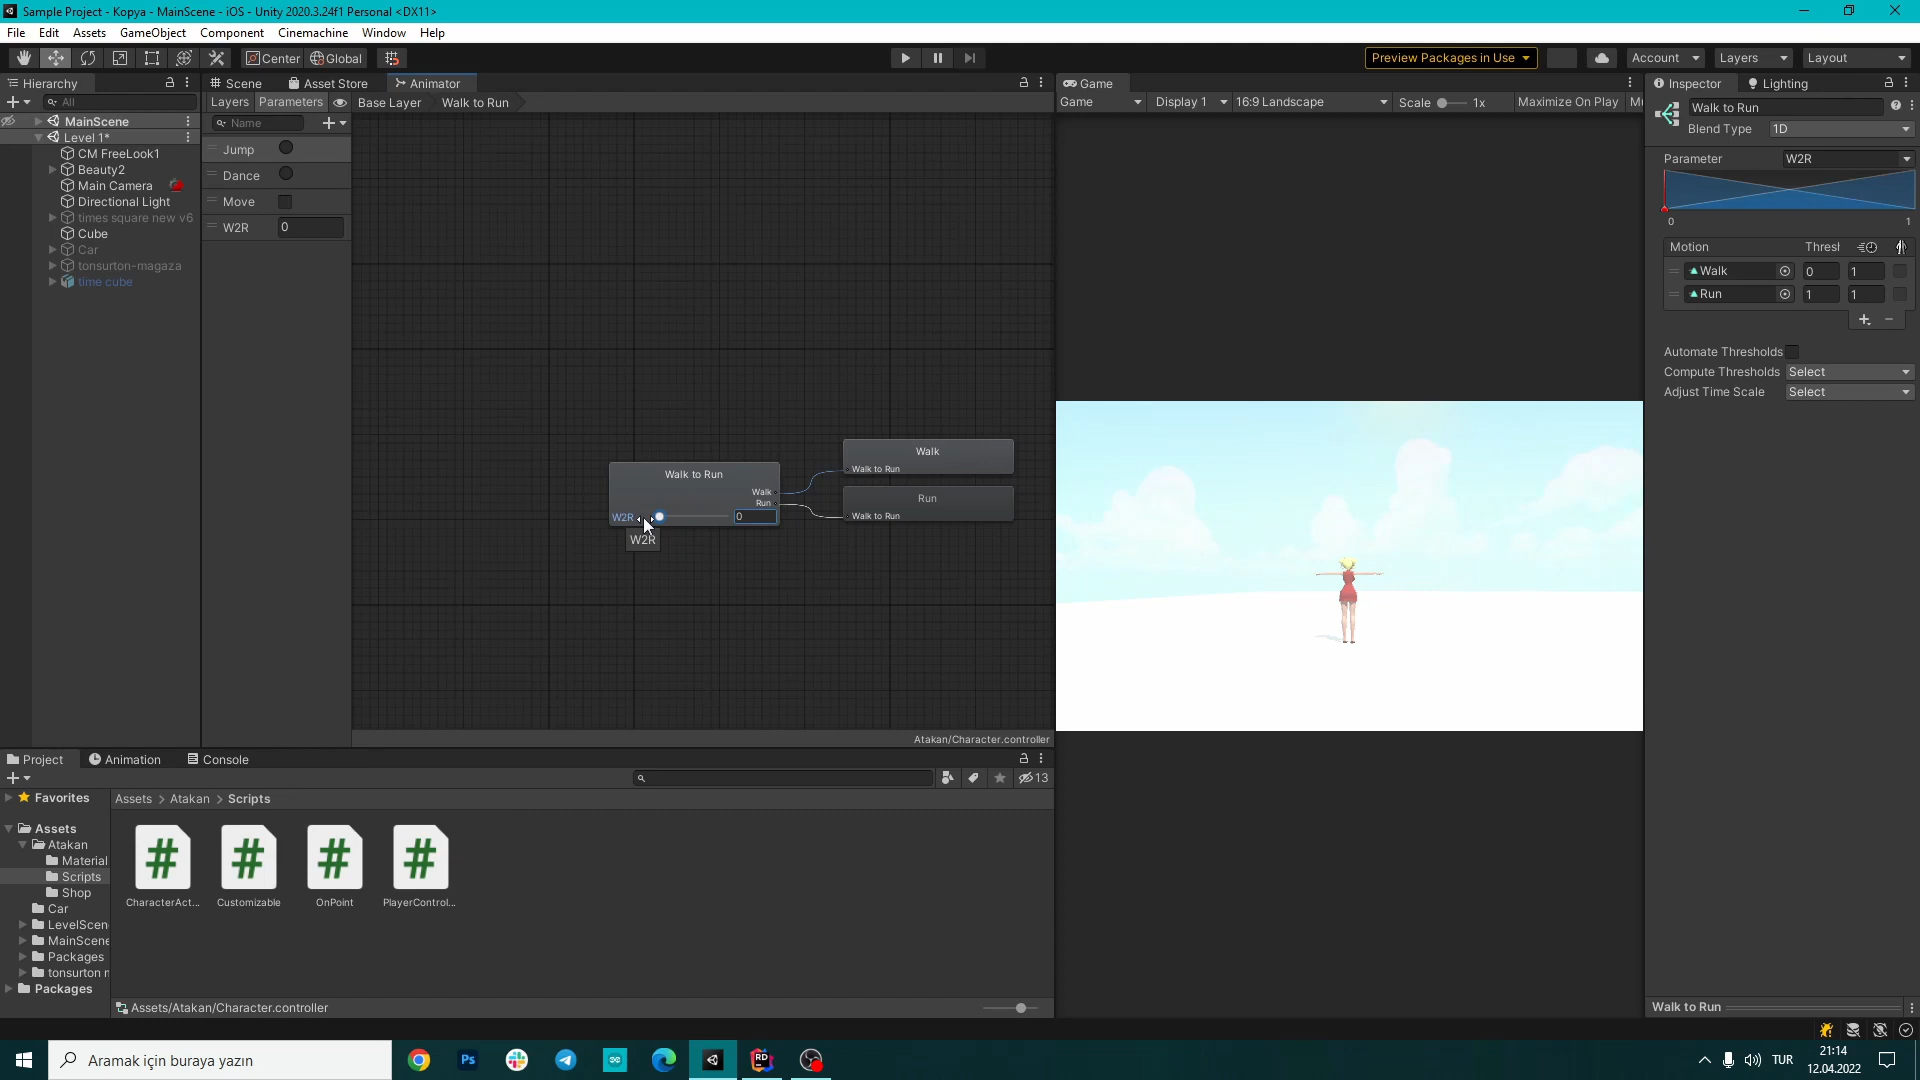 Sample Project - Kopya - MainScene - iOS - Unity 2020.3.24f1 Personal <DX11>
File Edit Assets GameObject Component Cinemachine Window Help
Center Global Preview Packages in Use Account Layers Layout
Hierarchy Scene Asset Store Animator Game Inspector Lighting
All Layers Parameters Base Layer Walk to Run Game Display 1 16:9 Landscape Scale 1x Maximize On Play Mu Walk to Run
MainScene
Level 1*
CM FreeLook1
Beauty2
Main Camera
Directional Light
times square new v6
Cube
Car
tonsurton-magaza
time cube
Name
Jump
Dance
Move
W2R 0
Walk to Run
Walk
Run
W2R 0
W2R
Walk
Walk to Run
Run
Walk to Run
Atakan/Character.controller
Blend Type 1D
Parameter W2R
0 1
Motion Thresl
Walk 0 1
Run 1 1
Automate Thresholds
Compute Thresholds Select
Adjust Time Scale Select
Walk to Run
Project Animation Console
13
Favorites
Assets
Atakan
Material
Scripts
Shop
Car
LevelScen
MainScene
Packages
tonsurton m
Packages
Assets > Atakan > Scripts
CharacterAct... Customizable OnPoint PlayerControl...
Assets/Atakan/Character.controller
Aramak için buraya yazın
Ps
RD
TUR
21:14
12.04.2022